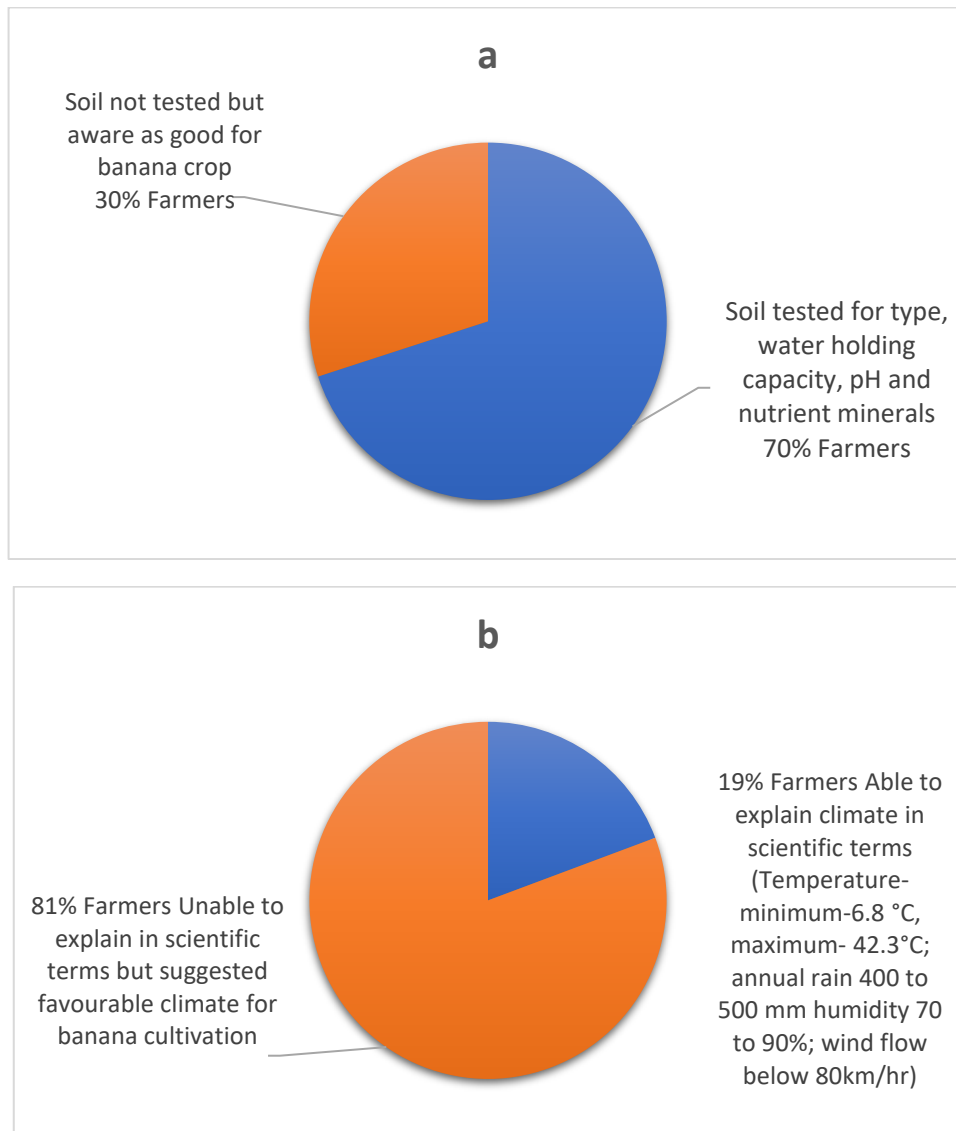 a
Soil not tested but
aware as good for
banana crop
30% Farmers
Soil tested for type,
water holding
capacity, pH and
nutrient minerals
70% Farmers
b
19% Farmers Able to
explain climate in
scientific terms
(Temperature-
minimum-6.8 °C,
maximum- 42.3°C;
annual rain 400 to
500 mm humidity 70
to 90%; wind flow
below 80km/hr)
81% Farmers Unable to
explain in scientific
terms but suggested
favourable climate for
banana cultivation